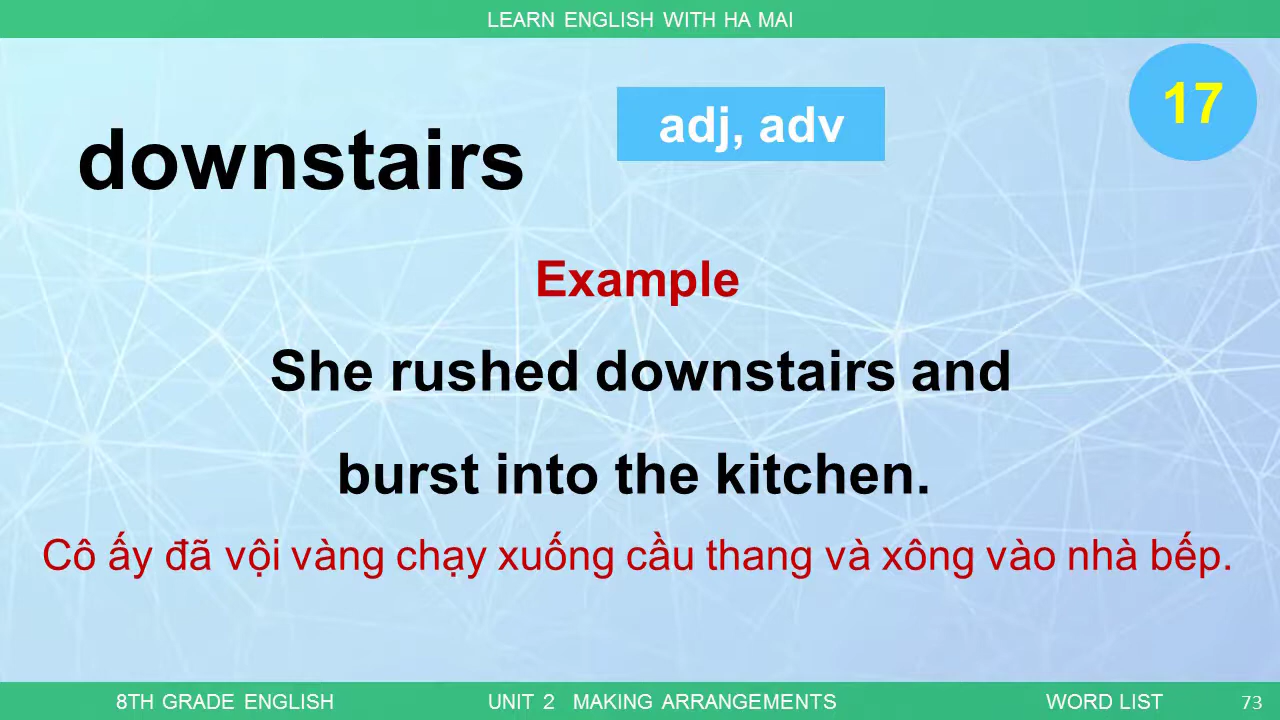 LEARN ENGLISH WITH HA MAI
17
adj, adv
downstairs
Example
She rushed downstairs and
burst into the kitchen.
Cô ấy đã vội vàng chạy xuống cầu thang và xông vào nhà bếp.
8TH GRADE ENGLISH UNIT 2 MAKING ARRANGEMENTS WORD LIST 73